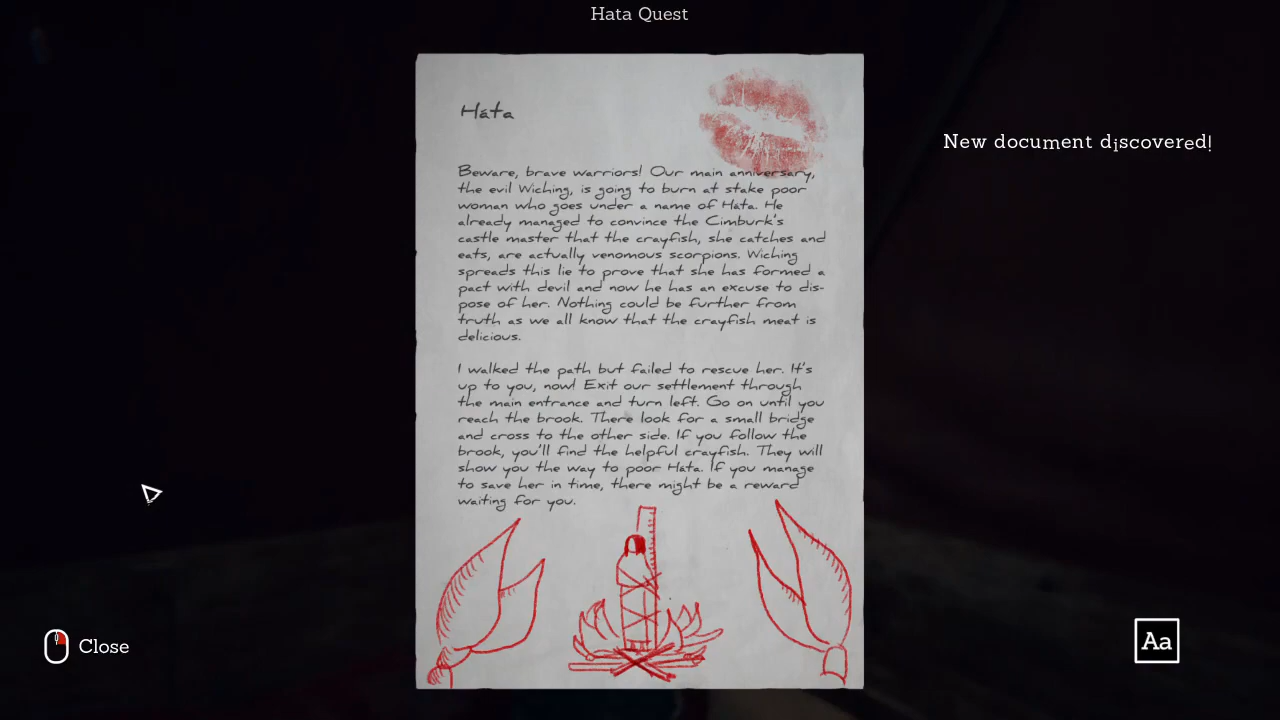 Hata Quest
Háta
New document discovered!
Beware, brave warriors! Our main anniversary,
the evil Wiching, is going to burn at stake poor
woman who goes under a name of Háta. He
already managed to convince the Cimburk's
castle master that the crayfish, she catches and
eats, are actually venomous scorpions. Wiching
spreads this lie to prove that she has formed a
pact with devil and now he has an excuse to dis-
pose of her. Nothing could be further from
truth as we all know that the crayfish meat is
delicious.
I walked the path but failed to rescue her. It's
up to you, now! Exit our settlement through
the main entrance and turn left. Go on until you
reach the brook. There look for a small bridge
and cross to the other side. If you follow the
brook, you'll find the helpful crayfish. They will
show you the way to poor Háta. If you manage
to save her in time, there might be a reward
waiting for you.
Close
Aa